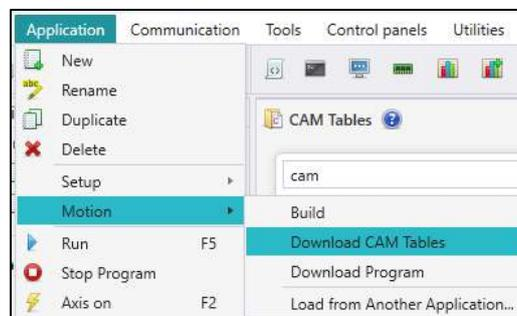 Application Communication Tools Control panels Utilities
New
abc Rename
Duplicate
CAM Tables
Delete
cam
Setup
Motion
Build
Run F5
Download CAM Tables
Stop Program
Download Program
Axis on F2
Load from Another Application...